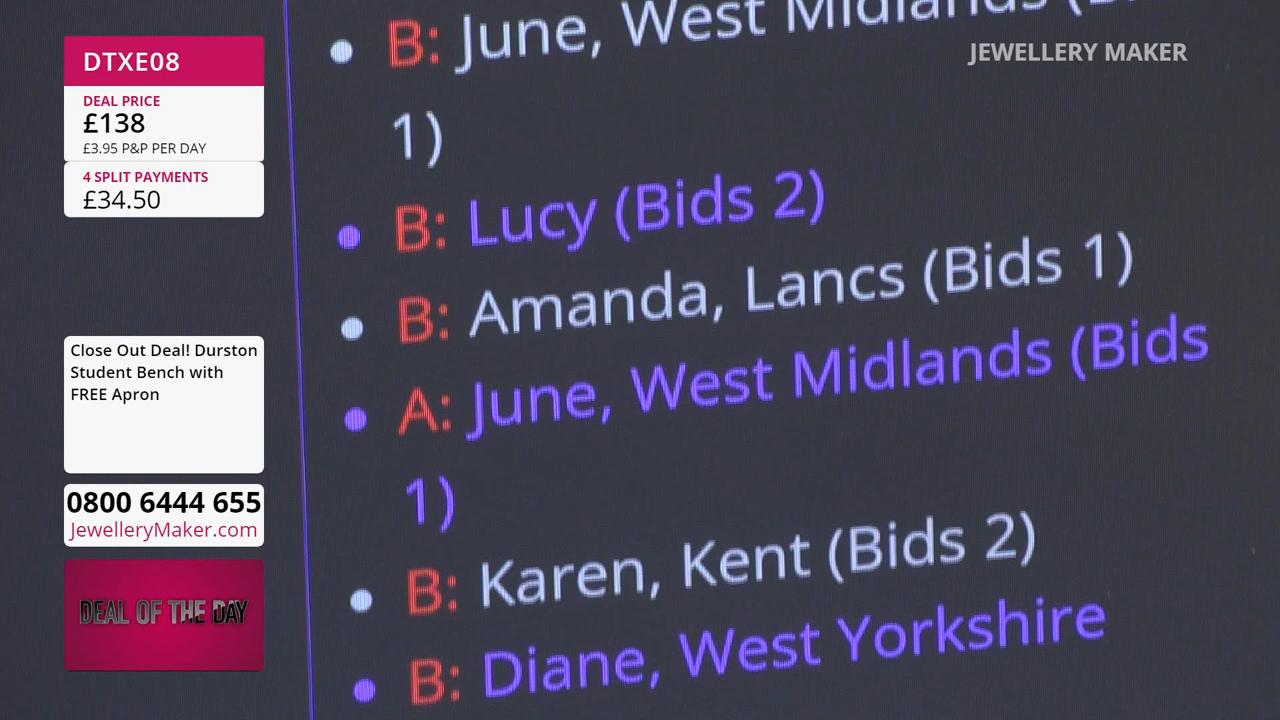 DTXE08
DEAL PRICE
£138
£3.95 P&P PER DAY
4 SPLIT PAYMENTS
£34.50
Close Out Deal! Durston
Student Bench with
FREE Apron
0800 6444 655
JewelleryMaker.com
DEAL OF THE DAY
JEWELLERY MAKER
B: June, West Midlands
1)
B: Lucy (Bids 2)
B: Amanda, Lancs (Bids 1)
A: June, West Midlands (Bids
1)
B: Karen, Kent (Bids 2)
B: Diane, West Yorkshire